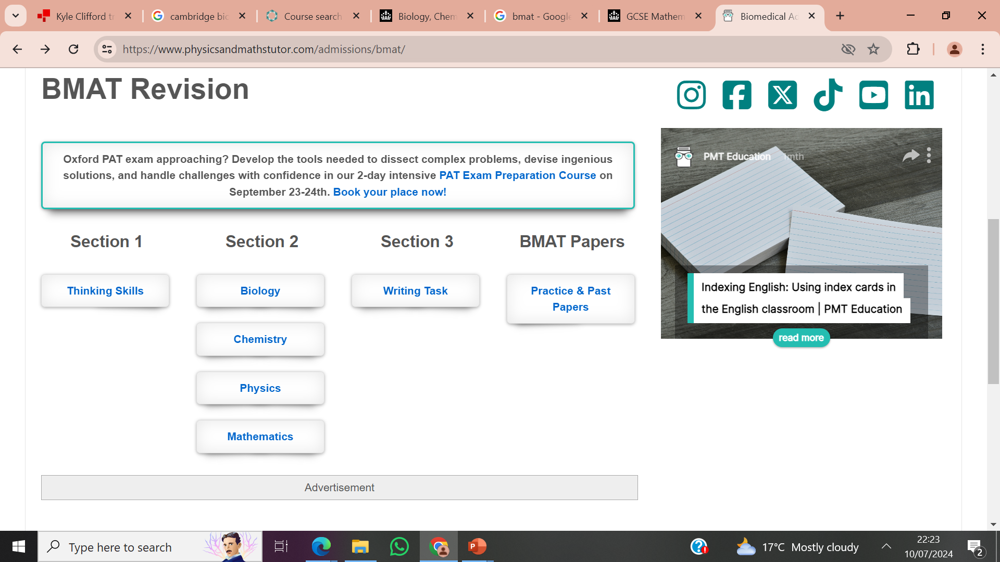 Kyle Clifford tr
cambridge bio
Course search
Biology, Chem
bmat - Google
GCSE Mathem
Biomedical Ad
https://www.physicsandmathstutor.com/admissions/bmat/
BMAT Revision
Oxford PAT exam approaching? Develop the tools needed to dissect complex problems, devise ingenious
solutions, and handle challenges with confidence in our 2-day intensive PAT Exam Preparation Course on
September 23-24th. Book your place now!
PMT Education 1mth
Section 1
Section 2
Section 3
BMAT Papers
Thinking Skills
Biology
Writing Task
Practice & Past
Papers
Indexing English: Using index cards in
the English classroom | PMT Education
read more
Chemistry
Physics
Mathematics
Advertisement
Type here to search
17°C Mostly cloudy
22:23
10/07/2024
2